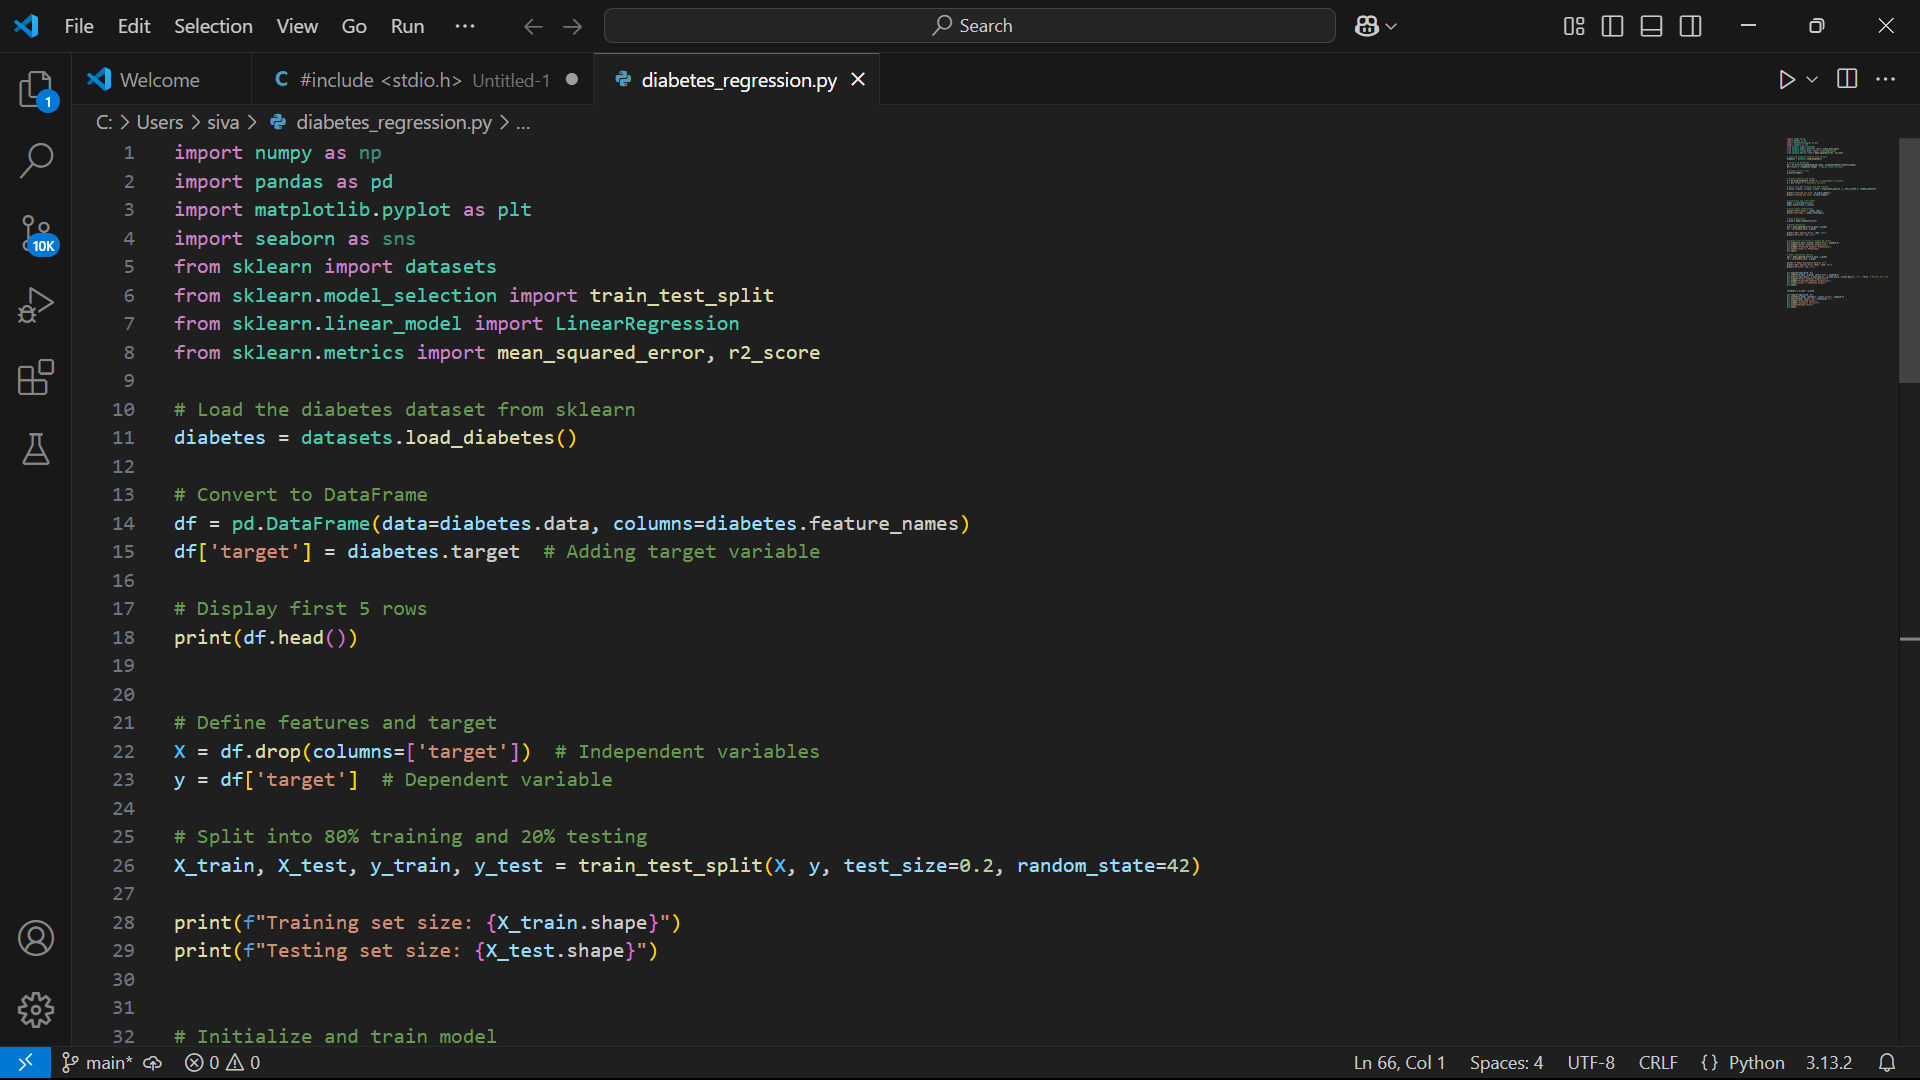 File Edit Selection View Go Run ··· Search
Welcome C #include <stdio.h> Untitled-1 diabetes_regression.py
C: > Users > siva > diabetes_regression.py > ...
1 import numpy as np
2 import pandas as pd
3 import matplotlib.pyplot as plt
4 import seaborn as sns
5 from sklearn import datasets
6 from sklearn.model_selection import train_test_split
7 from sklearn.linear_model import LinearRegression
8 from sklearn.metrics import mean_squared_error, r2_score
9
10 # Load the diabetes dataset from sklearn
11 diabetes = datasets.load_diabetes()
12
13 # Convert to DataFrame
14 df = pd.DataFrame(data=diabetes.data, columns=diabetes.feature_names)
15 df['target'] = diabetes.target  # Adding target variable
16
17 # Display first 5 rows
18 print(df.head())
19
20
21 # Define features and target
22 X = df.drop(columns=['target'])  # Independent variables
23 y = df['target']  # Dependent variable
24
25 # Split into 80% training and 20% testing
26 X_train, X_test, y_train, y_test = train_test_split(X, y, test_size=0.2, random_state=42)
27
28 print(f"Training set size: {X_train.shape}")
29 print(f"Testing set size: {X_test.shape}")
30
31
32 # Initialize and train model
1
10K
main* 0 0 Ln 66, Col 1 Spaces: 4 UTF-8 CRLF {} Python 3.13.2